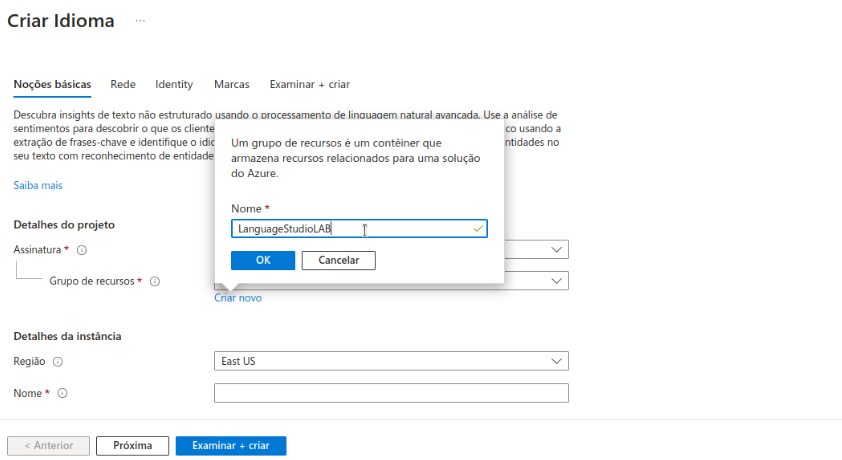 Criar Idioma ...
Noções básicas Rede Identity Marcas Examinar + criar
Descubra insights de texto não estruturado usando o processamento de linguagem natural avançada. Use a análise de
sentimentos para descobrir o que os cliente co usando a
extração de frases-chave e identifique o idio ntidades no
seu texto com reconhecimento de entidade
Saiba mais
Um grupo de recursos é um contêiner que
armazena recursos relacionados para uma solução
do Azure.
Nome *
LanguageStudioLAB
OK Cancelar
Detalhes do projeto
Assinatura *
Grupo de recursos *
Criar novo
Detalhes da instância
Região East US
Nome *
< Anterior Próxima Examinar + criar